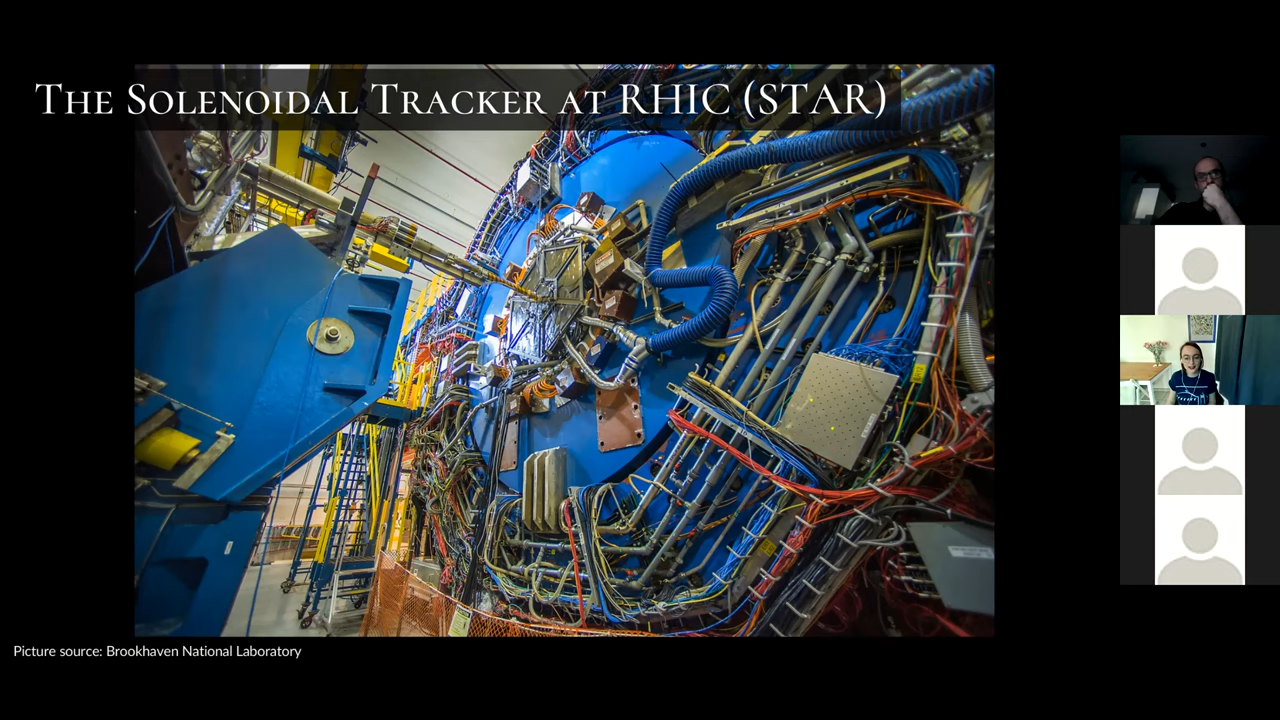 The Solenoidal Tracker at RHIC (STAR)
Picture source: Brookhaven National Laboratory